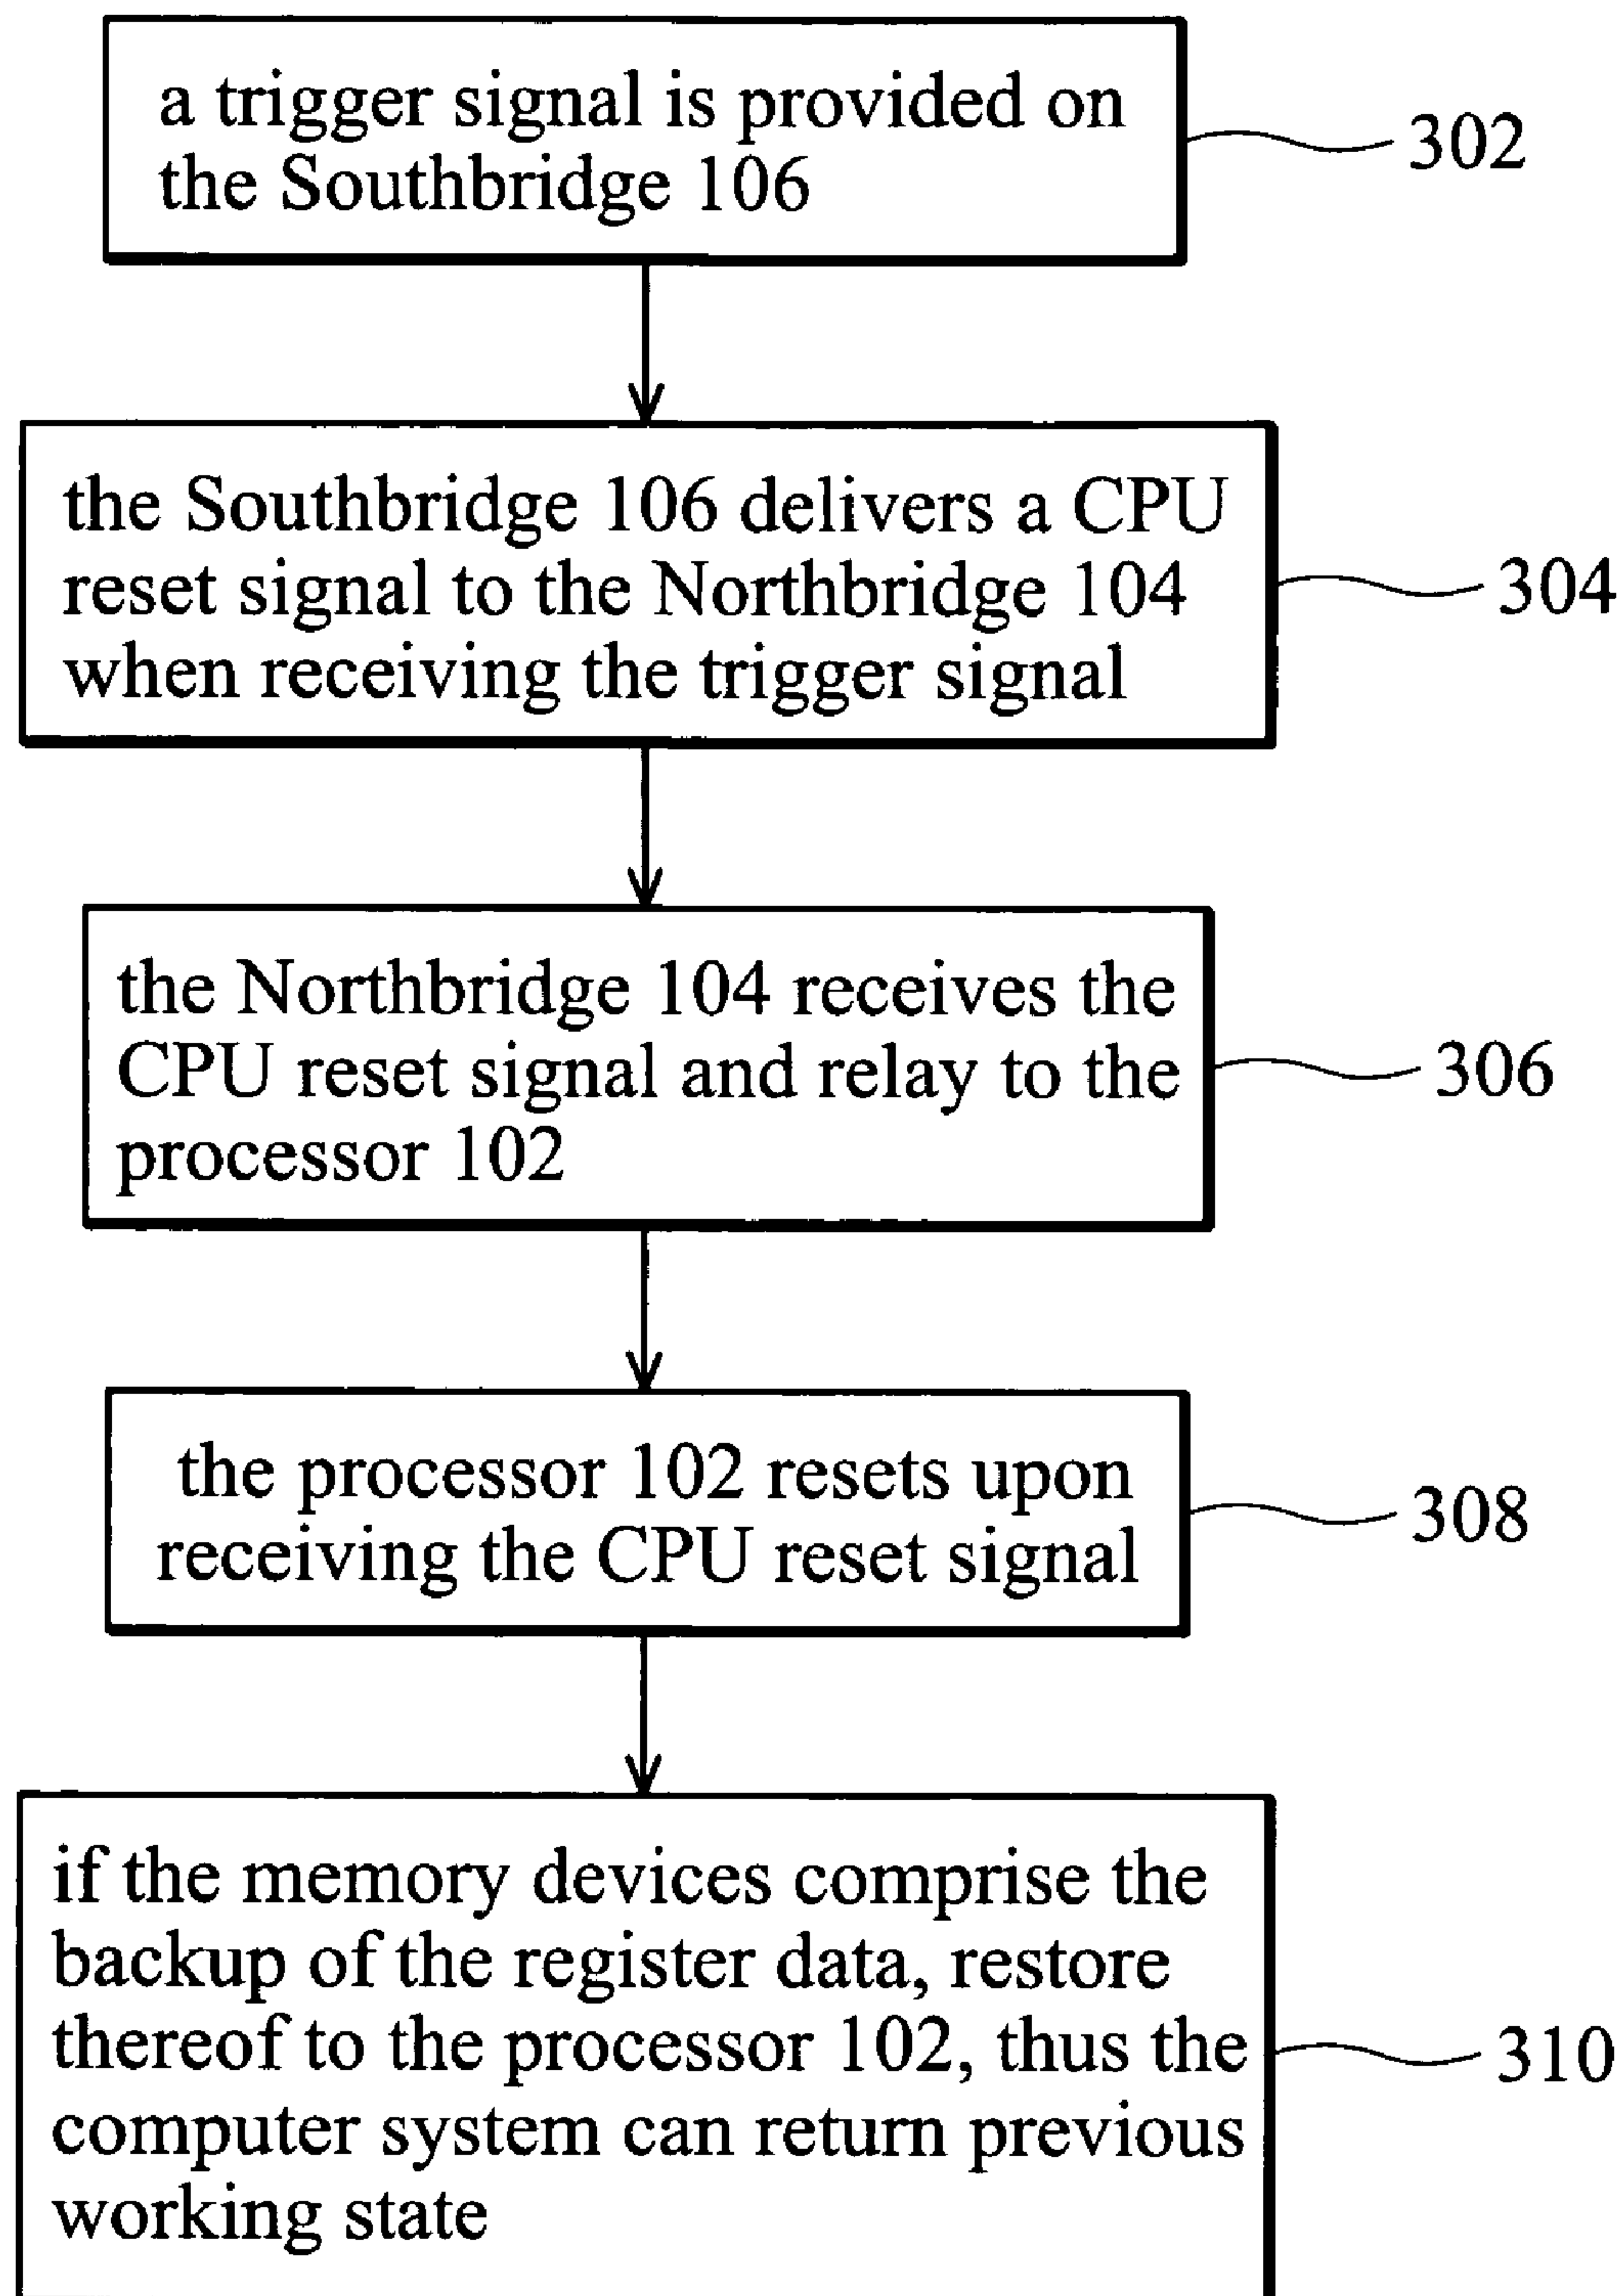 a trigger signal is provided on
the Southbridge 106
302
the Southbridge 106 delivers a CPU
reset signal to the Northbridge 104
when receiving the trigger signal
304
the Northbridge 104 receives the
CPU reset signal and relay to the
processor 102
306
the processor 102 resets upon
receiving the CPU reset signal
308
if the memory devices comprise the
backup of the register data, restore
thereof to the processor 102, thus the
computer system can return previous
working state
310